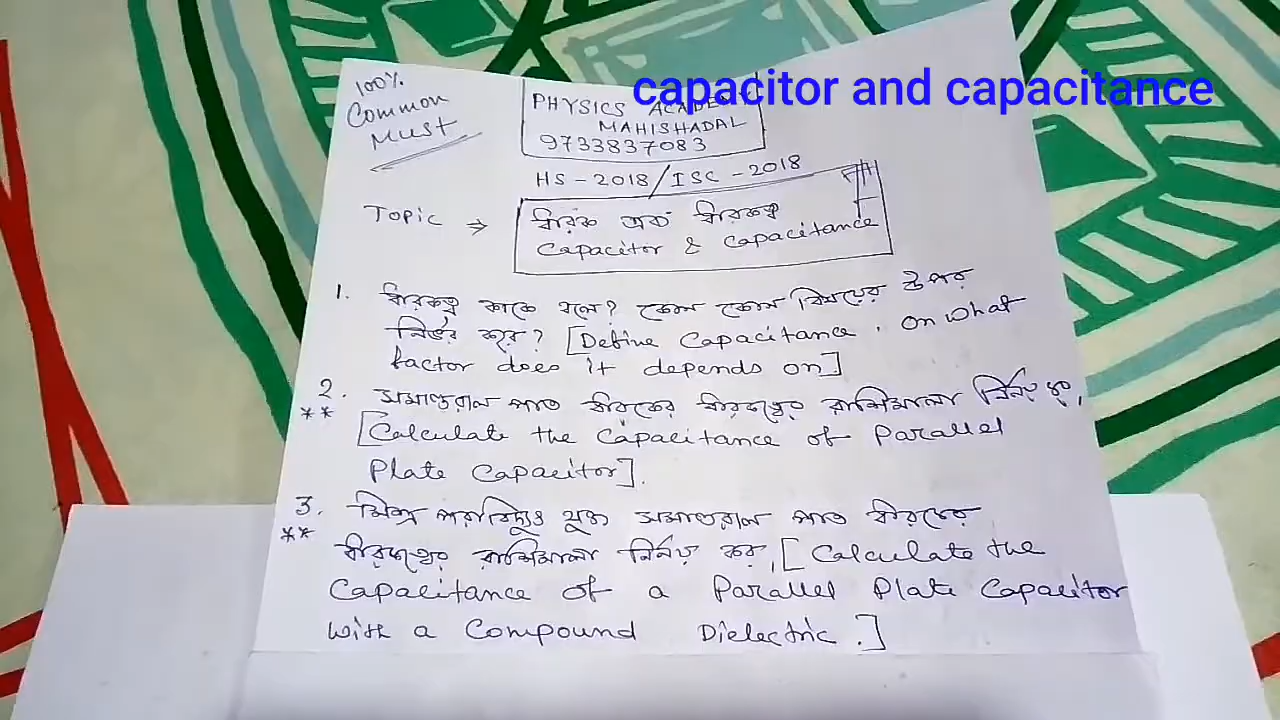 capacitor and capacitance
100%
Common
Must
PHYSICS ACADEMY
MAHISHADAL
9733837083
HS-2018/ISC-2018
Topic ⇒
ধারক এবং ধারকত্ব
Capacitor & Capacitance
1. ধারকত্ব কাকে বলে? কোন কোন বিষয়ের উপর
নির্ভর করে? [Define Capacitance, on what
factor does it depends on]
2. সমান্তরাল পাত ধারকের ধারকত্বের রাশিমালা নির্ণয় কর,
** [Calculate the Capacitance of Parallel
Plate Capacitor].
3. মিশ্র পরাবিদ্যুৎ যুক্ত সমান্তরাল পাত ধারকের
** ধারকত্বের রাশিমালা নির্ণয় কর, [Calculate the
Capacitance of a Parallel Plate Capacitor
with a Compound Dielectric.]